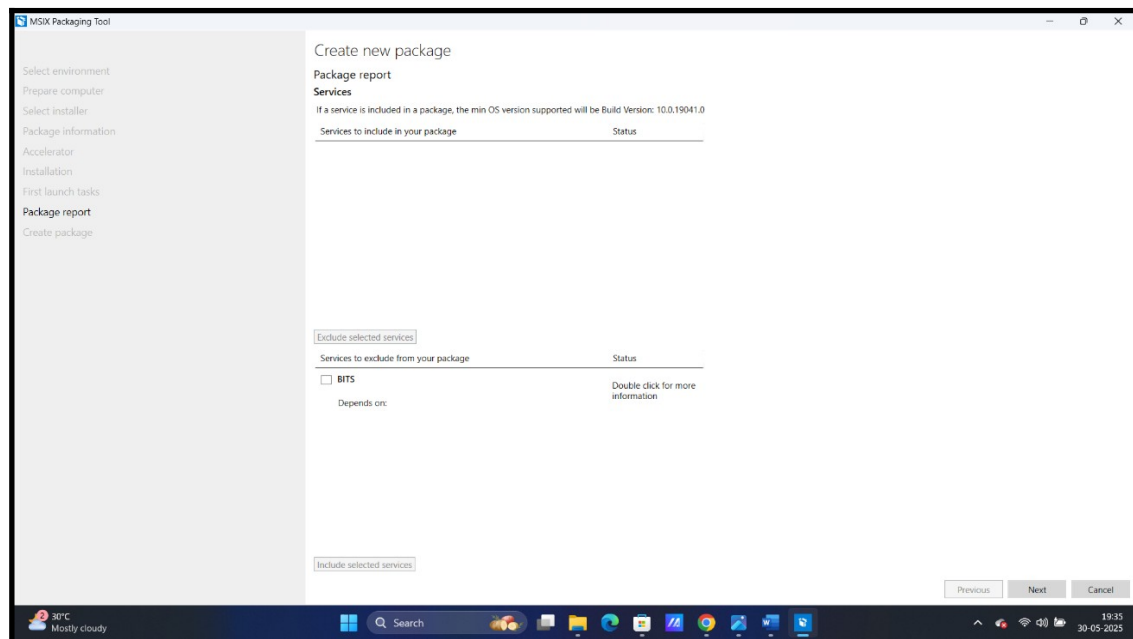 MSIX Packaging Tool
Select environment
Prepare computer
Select installer
Package information
Accelerator
Installation
First launch tasks
Package report
Create package
Create new package
Package report
Services
If a service is included in a package, the min OS version supported will be Build Version: 10.0.19041.0
Services to include in your package Status
Exclude selected services
Services to exclude from your package Status
BITS Double click for more
information
Depends on:
Include selected services
Previous Next Cancel
2 30°C
Mostly cloudy
Search
19:35
30-05-2025